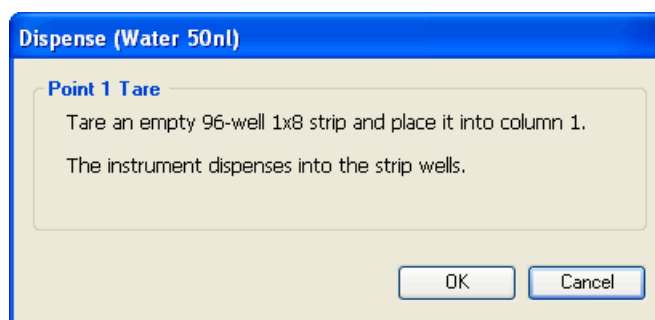 Dispense (Water 50nl)
Point 1 Tare
Tare an empty 96-well 1x8 strip and place it into column 1.
The instrument dispenses into the strip wells.
OK
Cancel